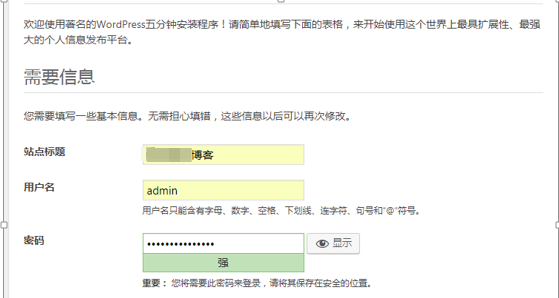 欢迎使用著名的WordPress五分钟安装程序！请简单地填写下面的表格，来开始使用这个世界上最具扩展性、最强
大的个人信息发布平台。
需要信息
您需要填写一些基本信息。无需担心填错，这些信息以后可以再次修改。
站点标题 博客
用户名 admin
用户名只能含有字母、数字、空格、下划线、连字符、句号和“@”符号。
密码 ••••••••••••••• 显示
强
重要： 您将需要此密码来登录，请将其保存在安全的位置。